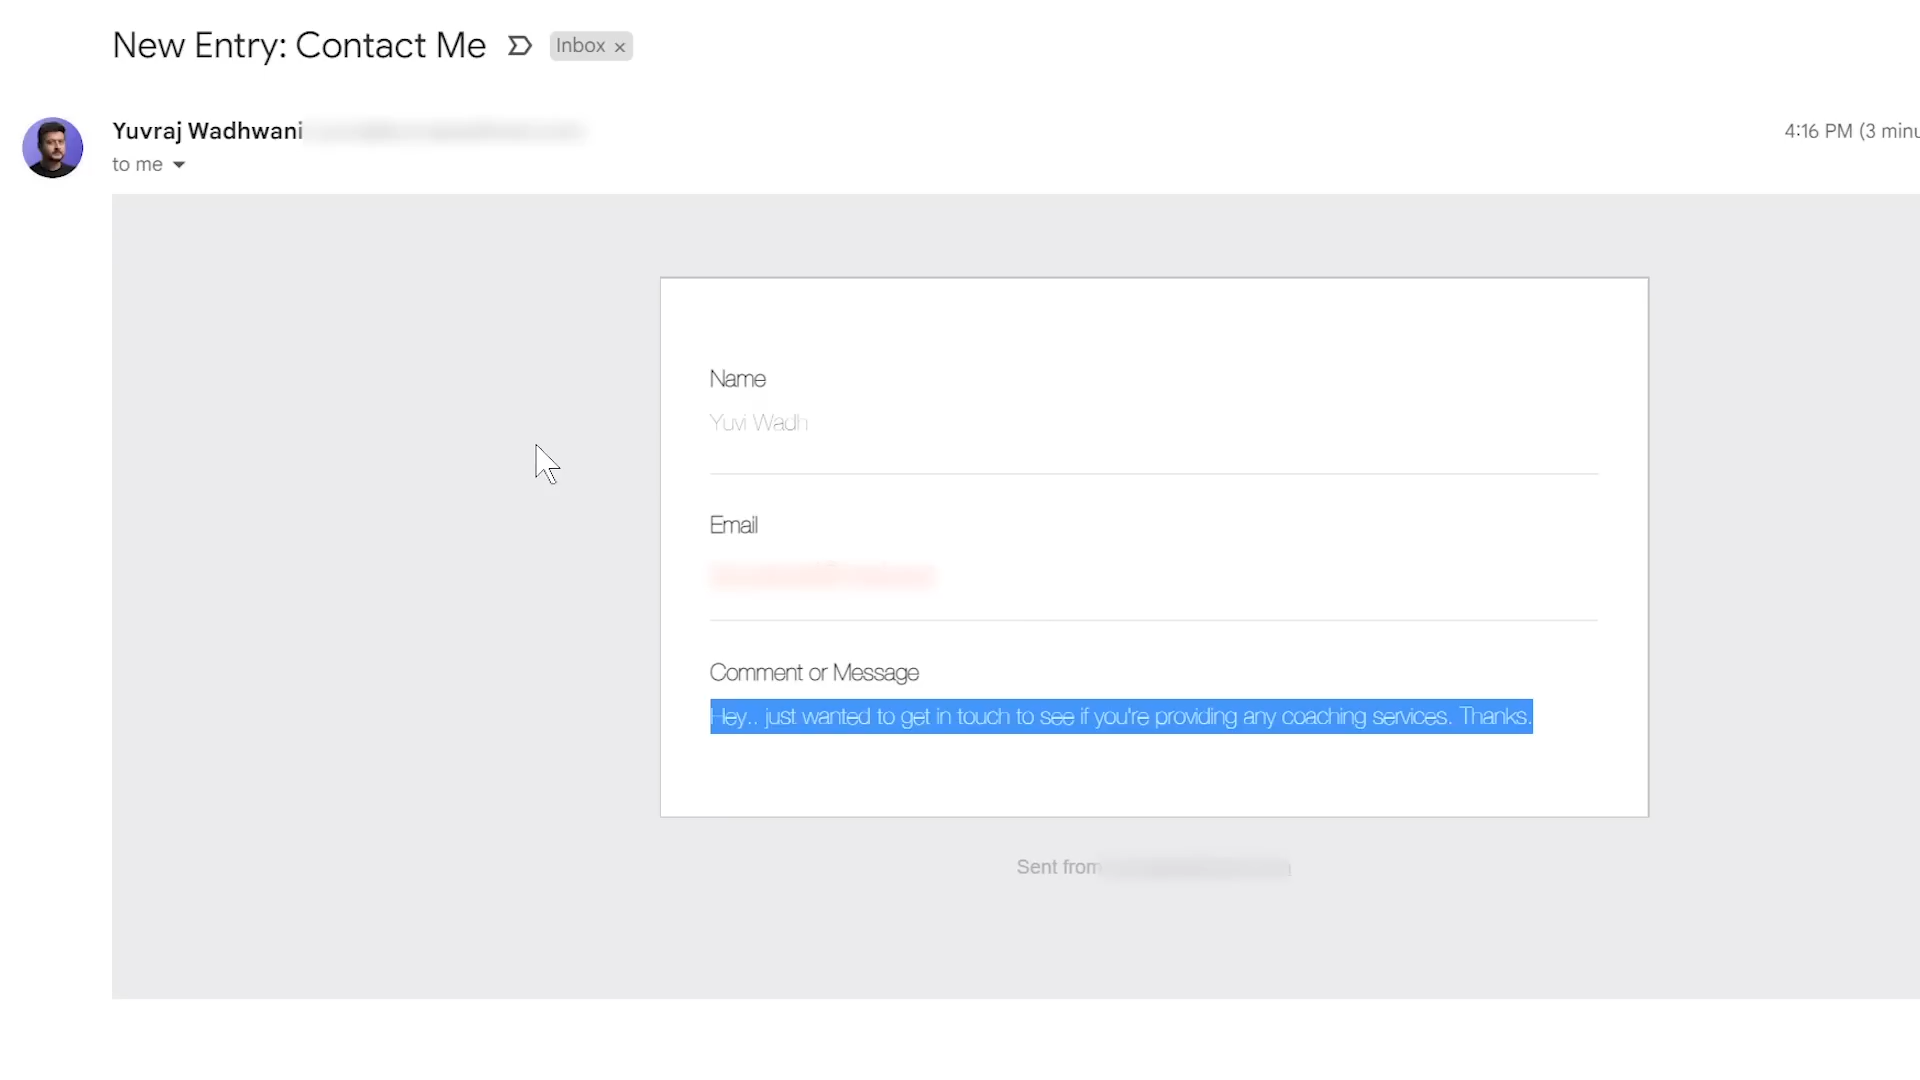 New Entry: Contact Me Inbox ×
Yuvraj Wadhwani
4:16 PM (3 minu
to me
Name
Yuvi Wadh
Email
Comment or Message
Hey.. just wanted to get in touch to see if you're providing any coaching services. Thanks.
Sent from